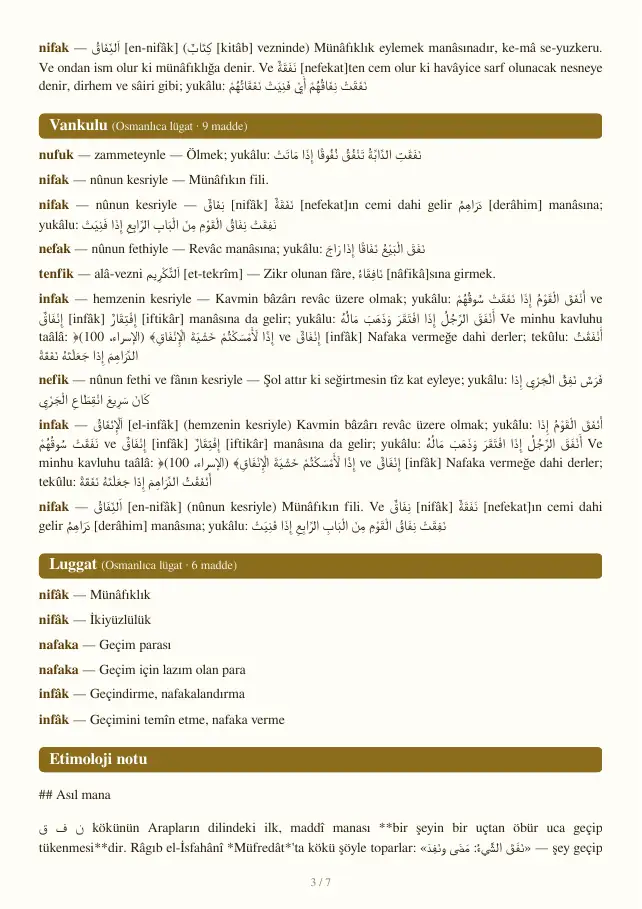 nifak — اَلنِّفَاقُ [en-nifâk] (كِتَابٌ [kitâb] vezninde) Münâfıklık eylemek manâsınadır, ke-mâ se-yuzkeru.
Ve ondan ism olur ki münâfıklığa denir. Ve نَفَقَةٌ [nefekat]ten cem olur ki havâyice sarf olunacak nesneye
denir, dirhem ve sâiri gibi; yukâlu: نَفِقَتْ نِفَاقُهُمْ أَيْ فَنِيَتْ نَفَقَاتُهُمْ
Vankulu (Osmanlıca lügat · 9 madde)
nufuk — zammeteynle — Ölmek; yukâlu: نَفَقَتِ الدَّابَّةُ تَنْفُقُ نُفُوقًا إِذَا مَاتَتْ
nifak — nûnun kesriyle — Münâfıkın fiili.
nifak — nûnun kesriyle — نِفَاقٌ [nifâk] نَفَقَةٌ [nefekat]ın cemi dahi gelir دَرَاهِمُ [derâhim] manâsına;
yukâlu: نَفِقَتْ نِفَاقُ الْقَوْمِ مِنَ الْبَابِ الرَّابِعِ إِذَا فَنِيَتْ
nefak — nûnun fethiyle — Revâc manâsına; yukâlu: نَفَقَ الْبَيْعُ نَفَاقًا إِذَا رَاجَ
tenfik — alâ-vezni اَلتَّكْرِيمِ [et-tekrîm] — Zikr olunan fâre, نَافِقَاءُ [nâfikâ]sına girmek.
infak — hemzenin kesriyle — Kavmin bâzârı revâc üzere olmak; yukâlu: أَنْفَقَ الْقَوْمُ إِذَا نَفَقَتْ سُوقُهُمْ ve
إِنْفَاقٌ [infâk] إِفْتِقَارٌ [iftikâr] manâsına da gelir; yukâlu: أَنْفَقَ الرَّجُلُ إِذَا افْتَقَرَ وَذَهَبَ مَالُهُ Ve minhu kavluhu
taâlâ: ﴿إِذًا لَأَمْسَكْتُمْ خَشْيَةَ الْإِنْفَاقِ﴾ (الإسراء، 100) ve إِنْفَاقٌ [infâk] Nafaka vermeğe dahi derler; tekûlu: أَنْفَقْتُ
الدَّرَاهِمَ إِذَا جَعَلْتَهُ نَفَقَةً
nefik — nûnun fethi ve fânın kesriyle — Şol attır ki seğirtmesin tîz kat eyleye; yukâlu: فَرَسٌ نَفِقُ الْجَرْيِ إِذَا
كَانَ سَرِيعَ انْقِطَاعِ الْجَرْيِ
infak — اَلْإِنْفَاقُ [el-infâk] (hemzenin kesriyle) Kavmin bâzârı revâc üzere olmak; yukâlu: أَنْفَقَ الْقَوْمُ إِذَا
نَفَقَتْ سُوقُهُمْ ve إِنْفَاقٌ [infâk] إِفْتِقَارٌ [iftikâr] manâsına da gelir; yukâlu: أَنْفَقَ الرَّجُلُ إِذَا افْتَقَرَ وَذَهَبَ مَالُهُ Ve
minhu kavluhu taâlâ: ﴿إِذًا لَأَمْسَكْتُمْ خَشْيَةَ الْإِنْفَاقِ﴾ (الإسراء، 100) ve إِنْفَاقٌ [infâk] Nafaka vermeğe dahi derler;
tekûlu: أَنْفَقْتُ الدَّرَاهِمَ إِذَا جَعَلْتَهُ نَفَقَةً
nifak — اَلنِّفَاقُ [en-nifâk] (nûnun kesriyle) Münâfıkın fiili. Ve نِفَاقٌ [nifâk] نَفَقَةٌ [nefekat]ın cemi dahi
gelir دَرَاهِمُ [derâhim] manâsına; yukâlu: نَفِقَتْ نِفَاقُ الْقَوْمِ مِنَ الْبَابِ الرَّابِعِ إِذَا فَنِيَتْ
Luggat (Osmanlıca lügat · 6 madde)
nifâk — Münâfıklık
nifâk — İkiyüzlülük
nafaka — Geçim parası
nafaka — Geçim için lazım olan para
infâk — Geçindirme, nafakalandırma
infâk — Geçimini temîn etme, nafaka verme
Etimoloji notu
## Asıl mana
ن ف ق kökünün Arapların dilindeki ilk, maddî manası **bir şeyin bir uçtan öbür uca geçip
tükenmesi**dir. Râgıb el-İsfahânî *Müfredât*'ta kökü şöyle toparlar: «نَفَقَ الشَّيءُ: مَضَى ونَفِدَ» — şey geçip
3 / 7